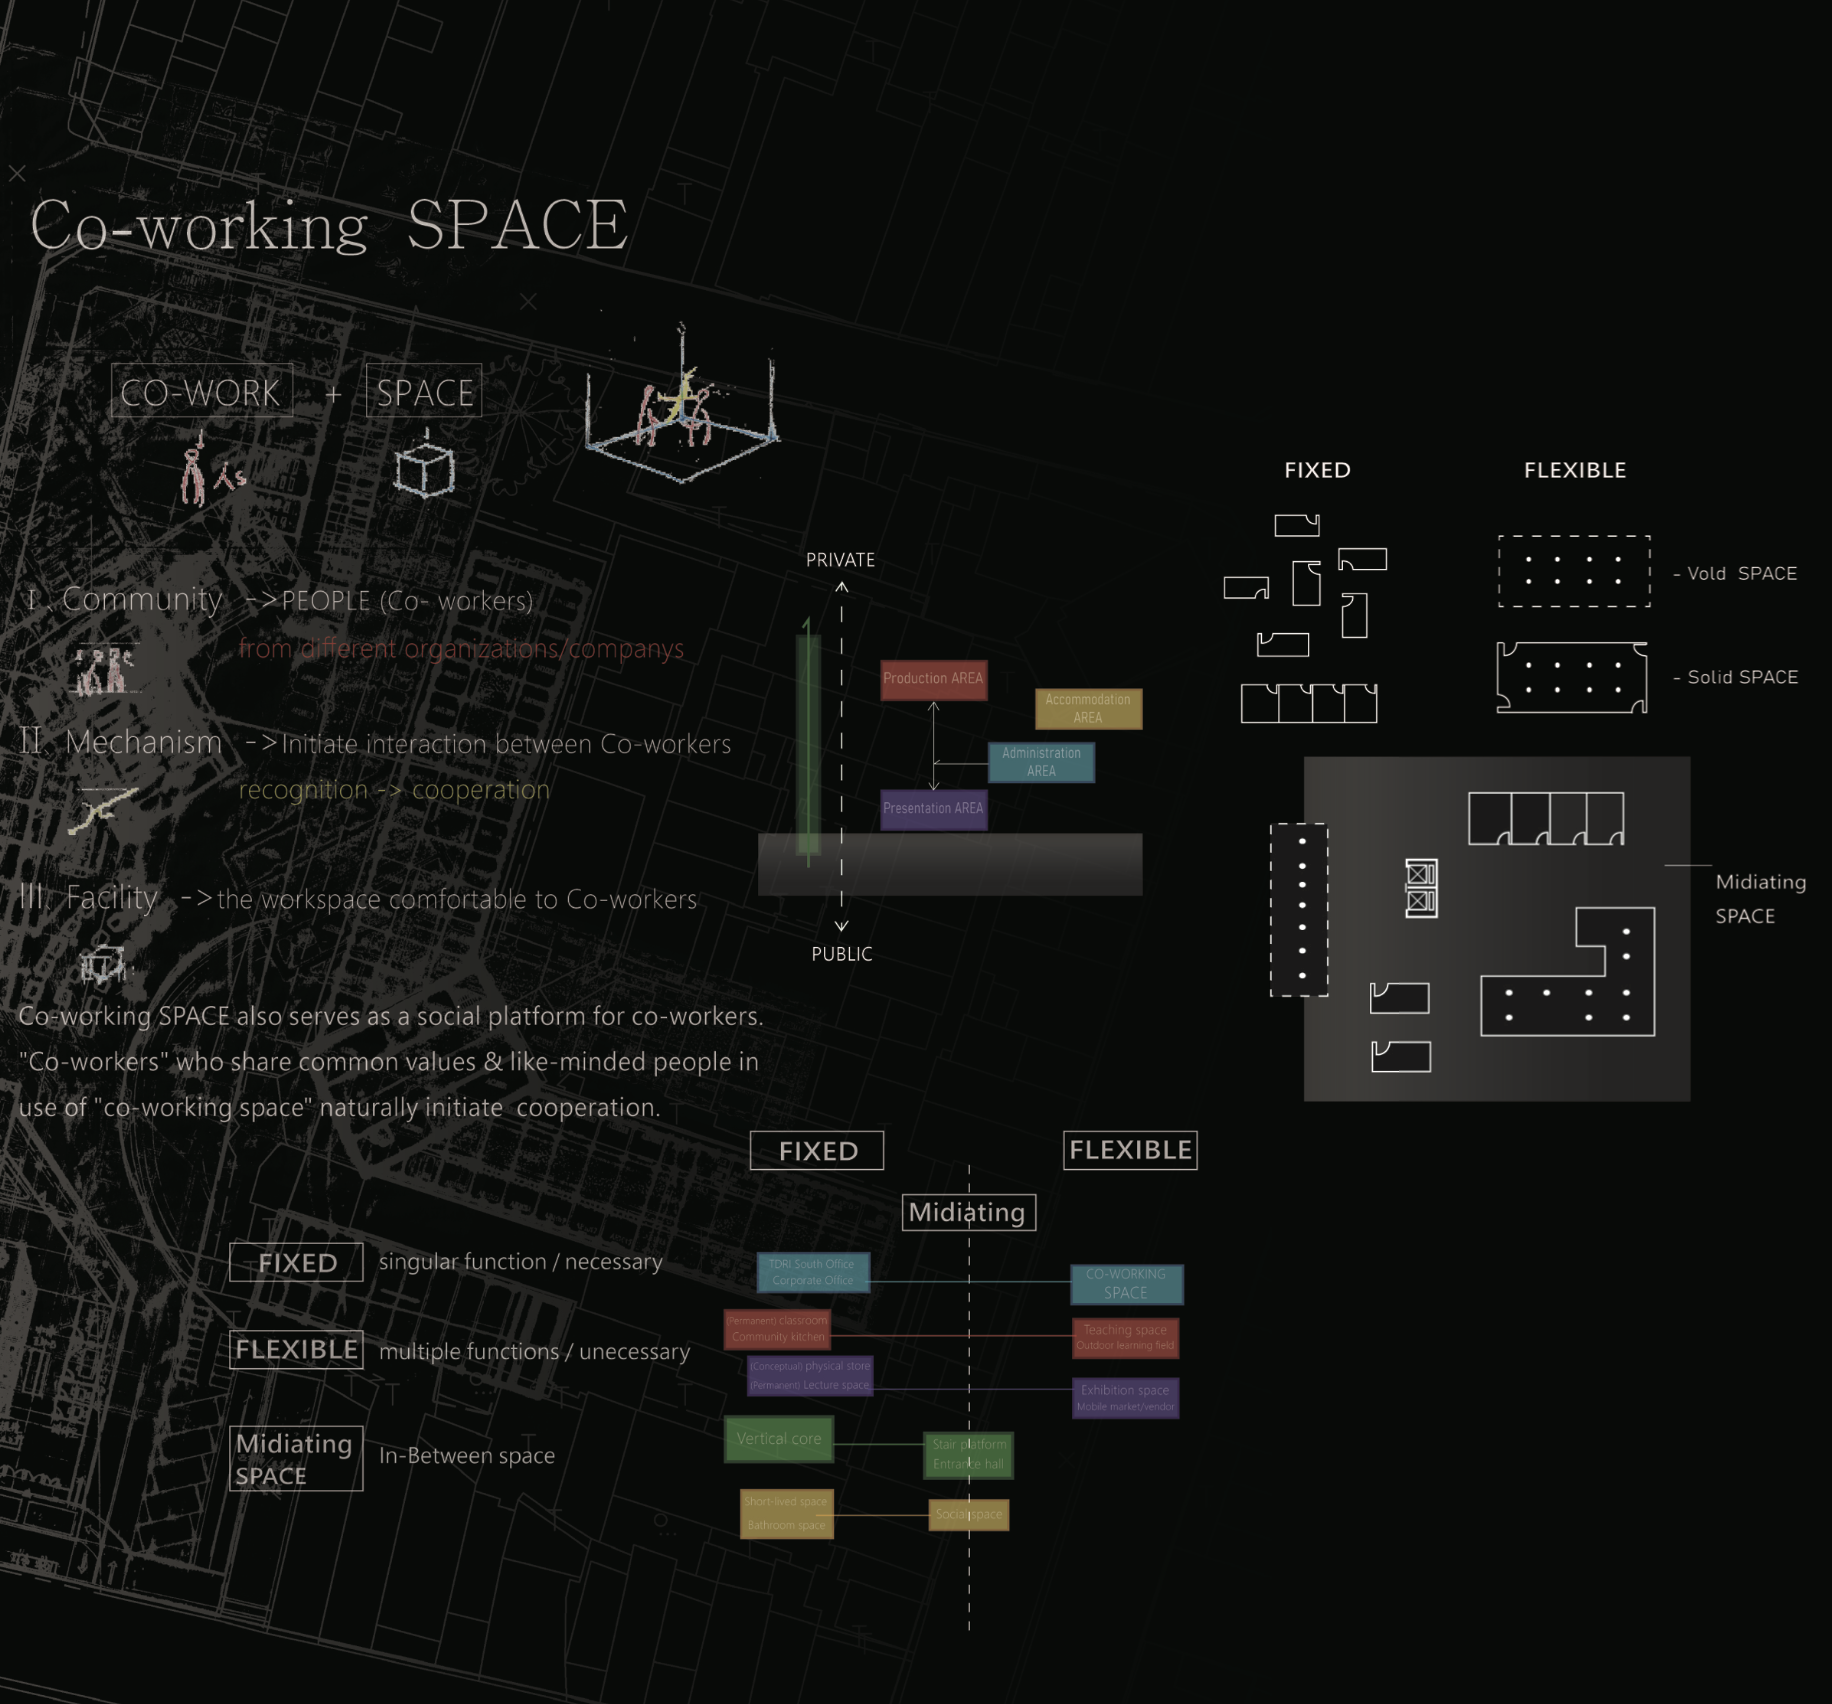 Co-working SPACE
CO-WORK + SPACE
I. Community -> PEOPLE (Co- workers)
from different organizations/companys
II. Mechanism -> Initiate interaction between Co-workers
recognition -> cooperation
III. Facility -> the workspace comfortable to Co-workers
Co-working SPACE also serves as a social platform for co-workers.
"Co-workers" who share common values & like-minded people in
use of "co-working space" naturally initiate cooperation.
PRIVATE
Production AREA
Accommodation
AREA
Administration
AREA
Presentation AREA
PUBLIC
FIXED
FLEXIBLE
- Vold SPACE
- Solid SPACE
Midiating
SPACE
FIXED
singular function / necessary
FLEXIBLE
multiple functions / unecessary
Midiating
SPACE
In-Between space
FIXED
FLEXIBLE
Midiating
TDRI South Office
Corporate Office
CO-WORKING
SPACE
(Permanent) classroom
Community kitchen
Teaching space
Outdoor learning field
(Conceptual) physical store
(Permanent) Lecture space
Exhibition space
Mobile market/vendor
Vertical core
Stair platform
Entrance hall
Short-lived space
Bathroom space
Social space